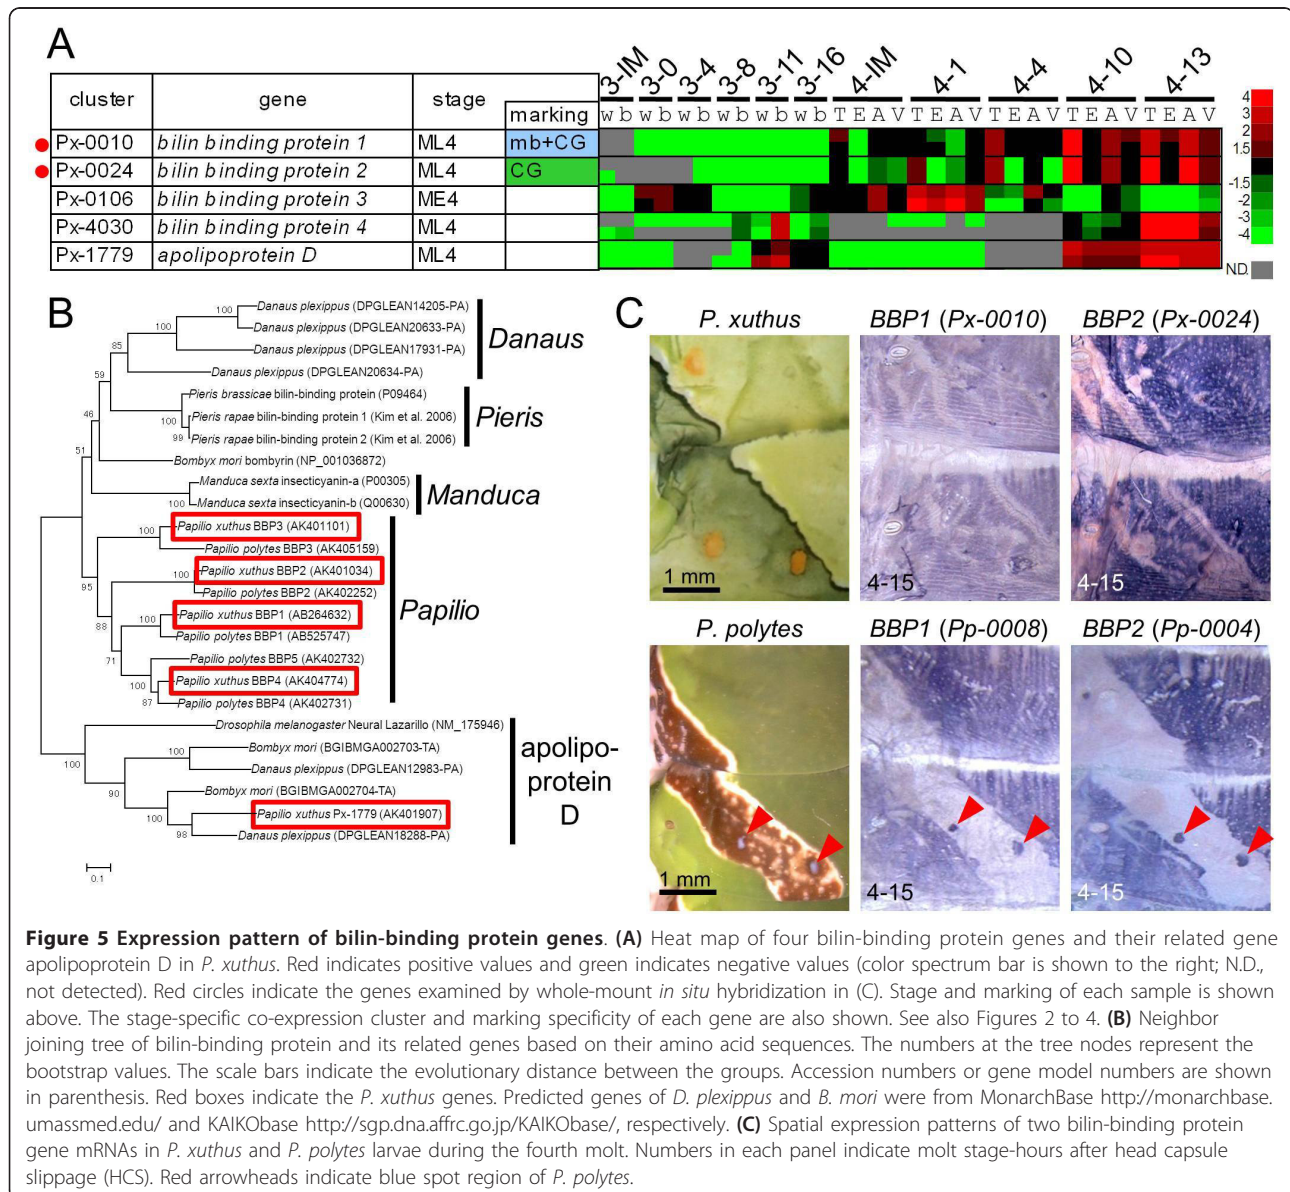 A
3-IM 3-0 3-4 3-8 3-11 3-16 4-IM 4-1 4-4 4-10 4-13
cluster gene stage marking w b w b w b w b w b w b T E A V T E A V T E A V T E A V T E A V
Px-0010 bilin binding protein 1 ML4 mb+CG
Px-0024 bilin binding protein 2 ML4 CG
Px-0106 bilin binding protein 3 ME4
Px-4030 bilin binding protein 4 ML4
Px-1779 apolipoprotein D ML4
4
3
2
1.5
-1.5
-2
-3
-4
N.D.
B
Danaus plexippus (DPGLEAN14205-PA)
Danaus plexippus (DPGLEAN20633-PA)
Danaus plexippus (DPGLEAN17931-PA)
Danaus plexippus (DPGLEAN20634-PA)
Danaus
Pieris brassicae bilin-binding protein (P09464)
Pieris rapae bilin-binding protein 1 (Kim et al. 2006)
Pieris rapae bilin-binding protein 2 (Kim et al. 2006)
Pieris
Bombyx mori bombyrin (NP_001036872)
Manduca sexta insecticyanin-a (P00305)
Manduca sexta insecticyanin-b (Q00630)
Manduca
Papilio xuthus BBP3 (AK401101)
Papilio polytes BBP3 (AK405159)
Papilio xuthus BBP2 (AK401034)
Papilio polytes BBP2 (AK402252)
Papilio xuthus BBP1 (AB264632)
Papilio polytes BBP1 (AB525747)
Papilio polytes BBP5 (AK402732)
Papilio xuthus BBP4 (AK404774)
Papilio polytes BBP4 (AK402731)
Papilio
Drosophila melanogaster Neural Lazarillo (NM_175946)
Bombyx mori (BGIBMGA002703-TA)
Danaus plexippus (DPGLEAN12983-PA)
Bombyx mori (BGIBMGA002704-TA)
Papilio xuthus Px-1779 (AK401907)
Danaus plexippus (DPGLEAN18288-PA)
apolipo-
protein
D
100
100
85
59
46
100
99
51
100
100
95
100
88
100
71
100
87
100
100
90
100
98
0.1
C
P. xuthus BBP1 (Px-0010) BBP2 (Px-0024)
1 mm 4-15 4-15
P. polytes BBP1 (Pp-0008) BBP2 (Pp-0004)
1 mm 4-15 4-15
Figure 5 Expression pattern of bilin-binding protein genes. (A) Heat map of four bilin-binding protein genes and their related gene
apolipoprotein D in P. xuthus. Red indicates positive values and green indicates negative values (color spectrum bar is shown to the right; N.D.,
not detected). Red circles indicate the genes examined by whole-mount in situ hybridization in (C). Stage and marking of each sample is shown
above. The stage-specific co-expression cluster and marking specificity of each gene are also shown. See also Figures 2 to 4. (B) Neighbor
joining tree of bilin-binding protein and its related genes based on their amino acid sequences. The numbers at the tree nodes represent the
bootstrap values. The scale bars indicate the evolutionary distance between the groups. Accession numbers or gene model numbers are shown
in parenthesis. Red boxes indicate the P. xuthus genes. Predicted genes of D. plexippus and B. mori were from MonarchBase http://monarchbase.
umassmed.edu/ and KAIKObase http://sgp.dna.affrc.go.jp/KAIKObase/, respectively. (C) Spatial expression patterns of two bilin-binding protein
gene mRNAs in P. xuthus and P. polytes larvae during the fourth molt. Numbers in each panel indicate molt stage-hours after head capsule
slippage (HCS). Red arrowheads indicate blue spot region of P. polytes.